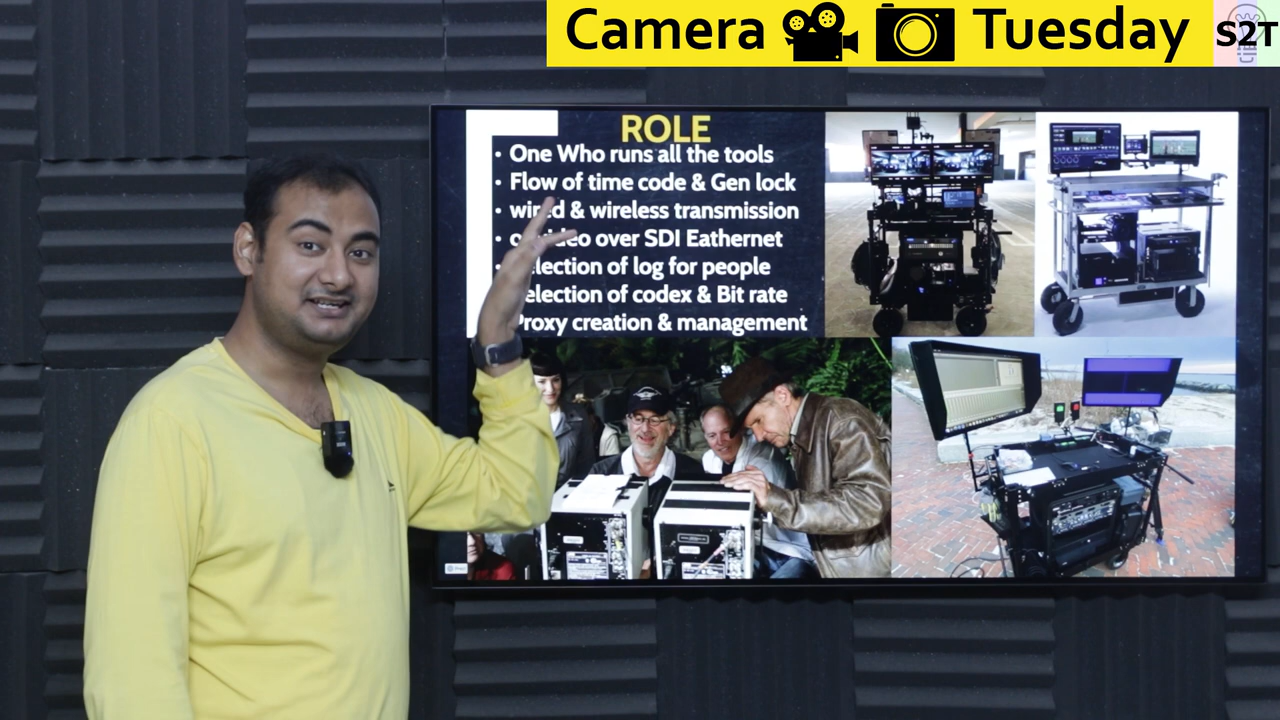 Camera Tuesday
S2T
ROLE
• One Who runs all the tools
• Flow of time code & Gen lock
• wired & wireless transmission
• video over SDI Eathernet
• election of log for people
election of codex & Bit rate
Proxy creation & management